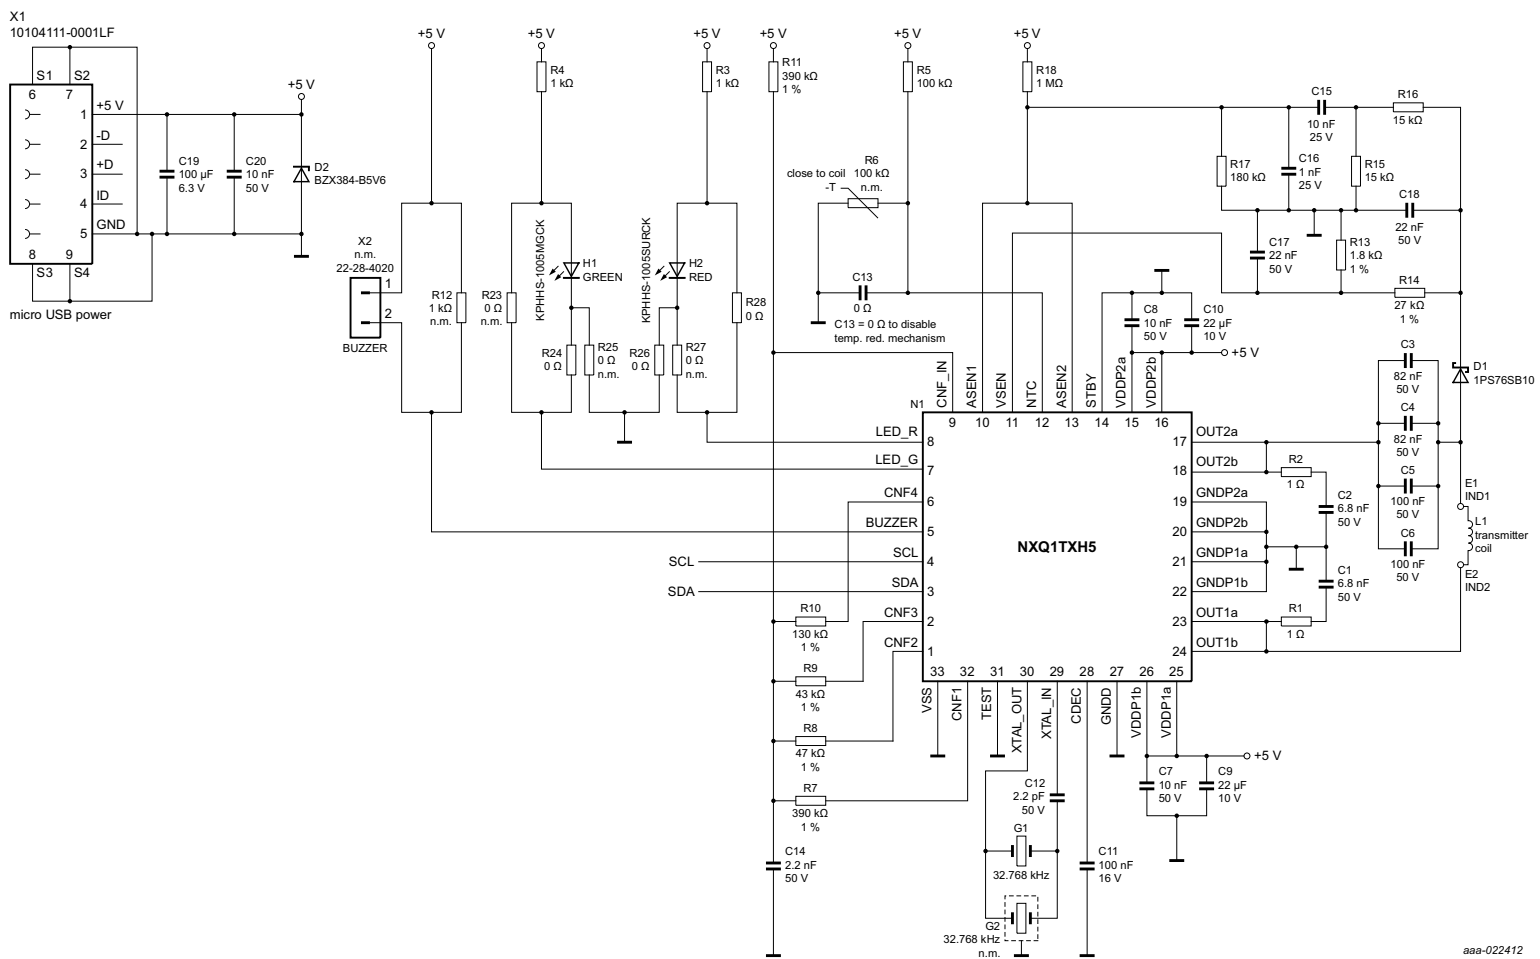 X1
10104111-0001LF
S1
S2
6
7
+5 V
1
+5 V
-D
2
+D
3
ID
4
GND
5
8
9
S3
S4
micro USB power
C19
100 µF
6.3 V
C20
10 nF
50 V
D2
BZX384-B5V6
+5 V
X2
n.m.
22-28-4020
1
2
BUZZER
R12
1 kΩ
n.m.
+5 V
R4
1 kΩ
KPHHS-1005MGCK
H1
GREEN
R23
0 Ω
n.m.
R24
0 Ω
R25
0 Ω
n.m.
+5 V
R3
1 kΩ
KPHHS-1005SURCK
H2
RED
R28
0 Ω
R26
0 Ω
R27
0 Ω
n.m.
+5 V
R11
390 kΩ
1 %
+5 V
R5
100 kΩ
R6
close to coil 100 kΩ
-T n.m.
C13
0 Ω
C13 = 0 Ω to disable
temp. red. mechanism
+5 V
R18
1 MΩ
C15
10 nF
25 V
R16
15 kΩ
R17
180 kΩ
C16
1 nF
25 V
R15
15 kΩ
C18
22 nF
50 V
C17
22 nF
50 V
R13
1.8 kΩ
1 %
R14
27 kΩ
1 %
C8
10 nF
50 V
C10
22 µF
10 V
+5 V
C3
82 nF
50 V
C4
82 nF
50 V
C5
100 nF
50 V
C6
100 nF
50 V
D1
1PS76SB10
E1
IND1
L1
transmitter
coil
E2
IND2
N1
CNF_IN
ASEN1
VSEN
NTC
ASEN2
STBY
VDDP2a
VDDP2b
9
10
11
12
13
14
15
16
LED_R
8
LED_G
7
CNF4
6
BUZZER
5
SCL
SCL
4
SDA
SDA
3
CNF3
2
CNF2
1
NXQ1TXH5
17
OUT2a
18
OUT2b
19
GNDP2a
20
GNDP2b
21
GNDP1a
22
GNDP1b
23
OUT1a
24
OUT1b
R2
1 Ω
C2
6.8 nF
50 V
C1
6.8 nF
50 V
R1
1 Ω
33
32
31
30
29
28
27
26
25
VSS
CNF1
TEST
XTAL_OUT
XTAL_IN
CDEC
GNDD
VDDP1b
VDDP1a
R10
130 kΩ
1 %
R9
43 kΩ
1 %
R8
47 kΩ
1 %
R7
390 kΩ
1 %
C14
2.2 nF
50 V
C12
2.2 pF
50 V
G1
32.768 kHz
G2
32.768 kHz
n.m.
C11
100 nF
16 V
C7
10 nF
50 V
C9
22 µF
10 V
+5 V
aaa-022412